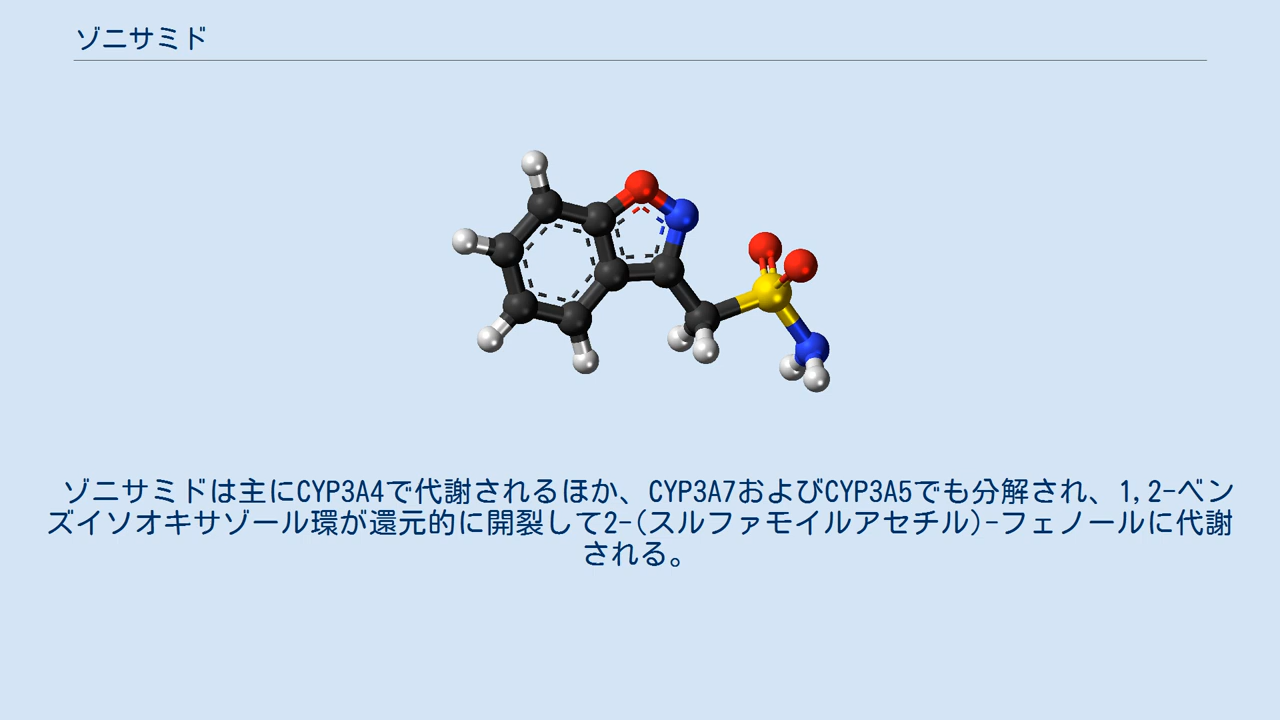 ゾニサミド
ゾニサミドは主にCYP3A4で代謝されるほか、CYP3A7およびCYP3A5でも分解され、1,2-ベン
ズイソオキサゾール環が還元的に開裂して2-(スルファモイルアセチル)-フェノールに代謝
される。